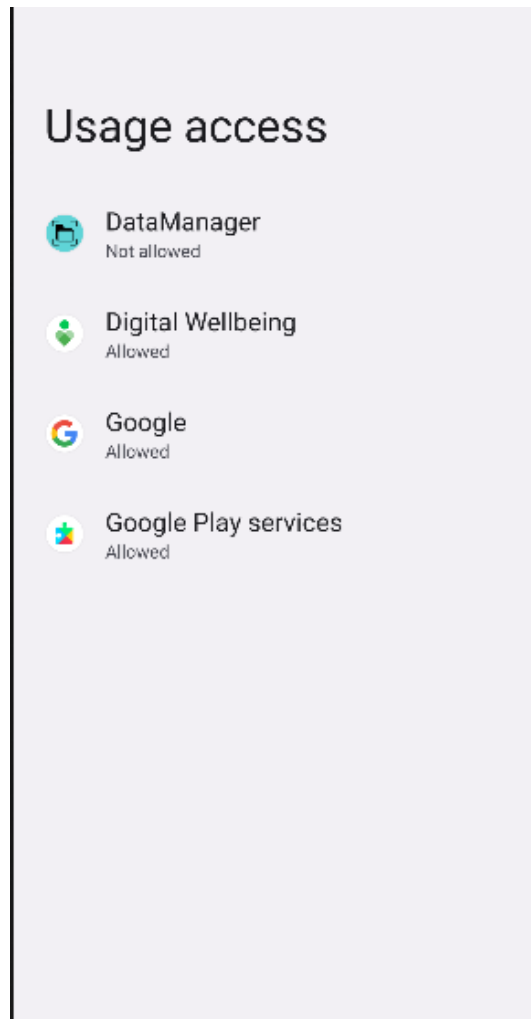 Usage access
DataManager
Not allowed
Digital Wellbeing
Allowed
Google
Allowed
Google Play services
Allowed